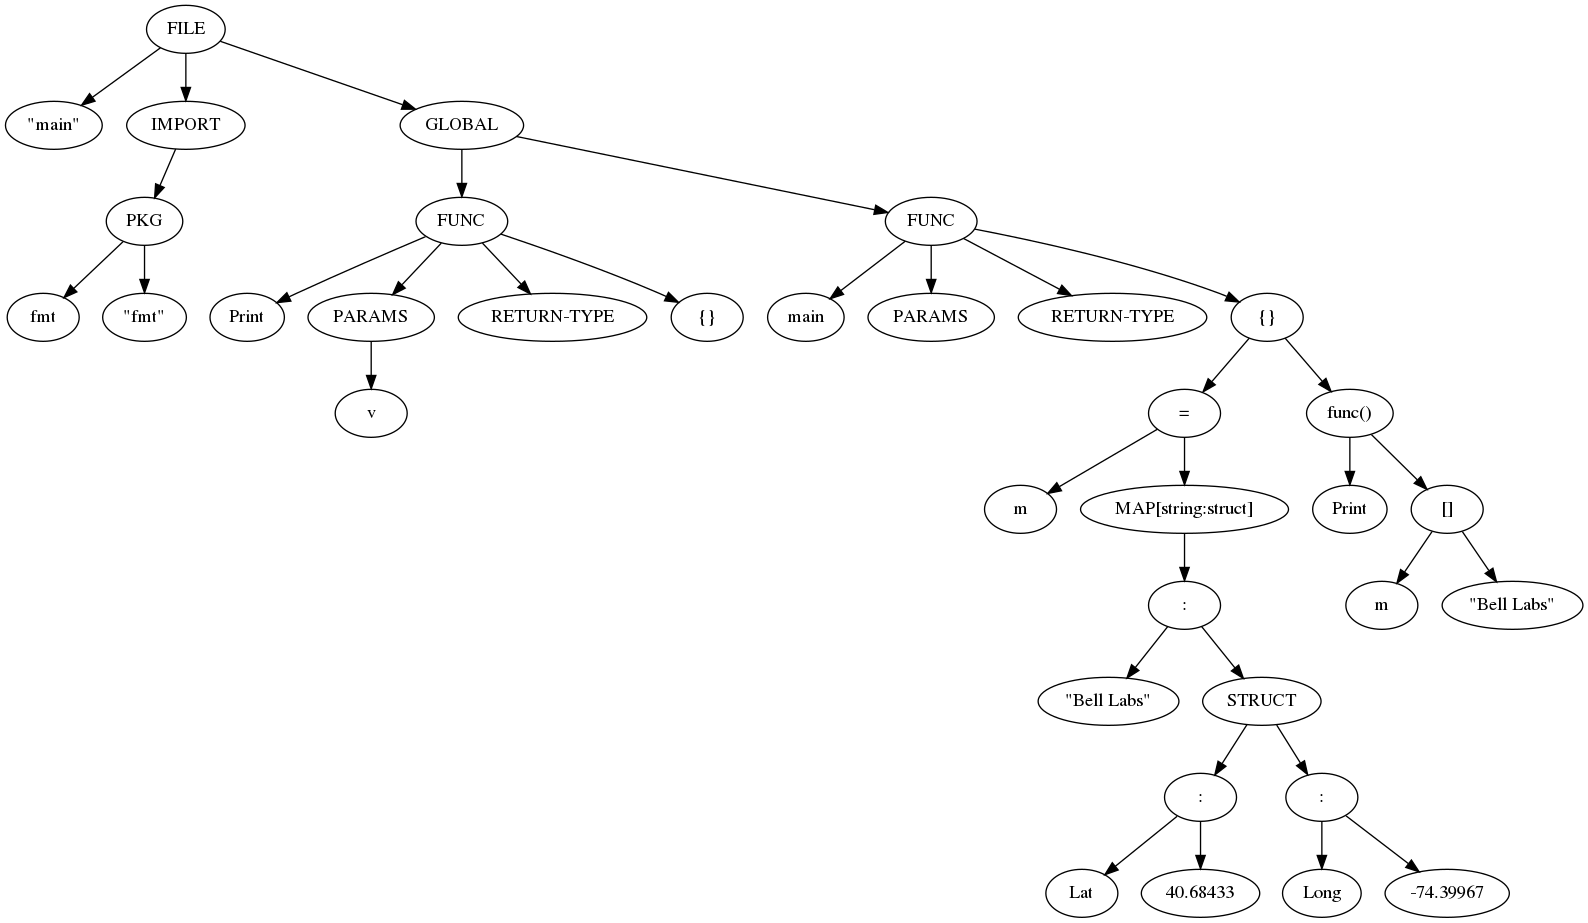 FILE
"main" IMPORT GLOBAL
PKG FUNC FUNC
fmt "fmt" Print PARAMS RETURN-TYPE {} main PARAMS RETURN-TYPE {}
v = func()
m MAP[string:struct] Print []
: m "Bell Labs"
"Bell Labs" STRUCT
: :
Lat 40.68433 Long -74.39967